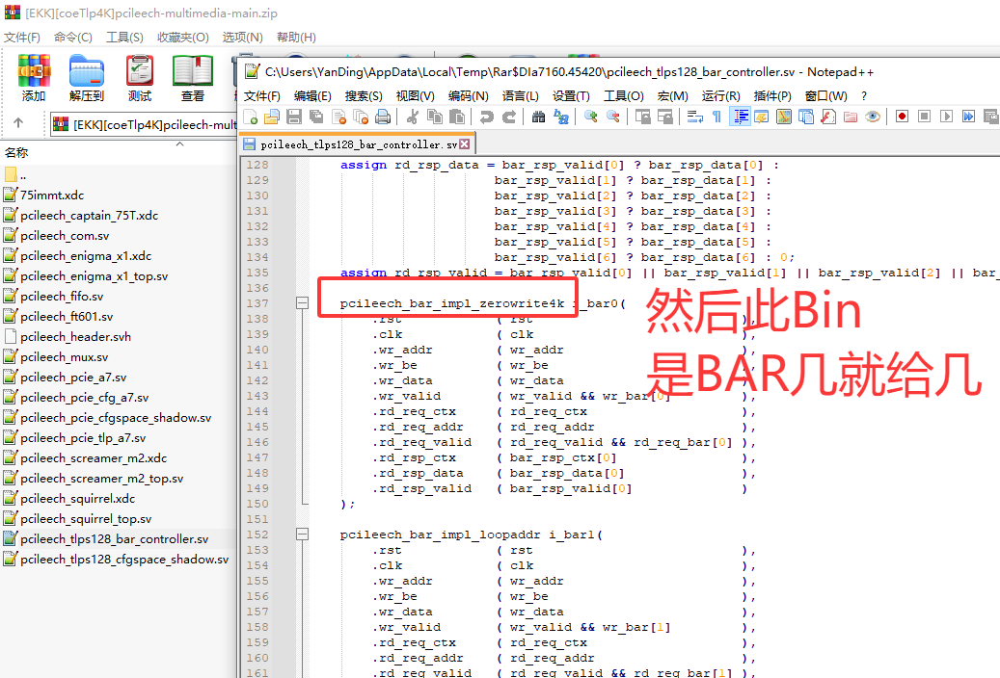 [EKK][coeTlp4K]pcileech-multimedia-main.zip
文件(F) 命令(C) 工具(S) 收藏夹(O) 选项(N) 帮助(H)
添加 解压到 测试 查看
[EKK][coeTlp4K]pcileech-mult
名称
..
75immt.xdc
pcileech_captain_75T.xdc
pcileech_com.sv
pcileech_enigma_x1.xdc
pcileech_enigma_x1_top.sv
pcileech_fifo.sv
pcileech_ft601.sv
pcileech_header.svh
pcileech_mux.sv
pcileech_pcie_a7.sv
pcileech_pcie_cfg_a7.sv
pcileech_pcie_cfgspace_shadow.sv
pcileech_pcie_tlp_a7.sv
pcileech_screamer_m2.xdc
pcileech_screamer_m2_top.sv
pcileech_squirrel.xdc
pcileech_squirrel_top.sv
pcileech_tlps128_bar_controller.sv
pcileech_tlps128_cfgspace_shadow.sv
C:\Users\YanDing\AppData\Local\Temp\Rar$DIa7160.45420\pcileech_tlps128_bar_controller.sv - Notepad++
文件(F) 编辑(E) 搜索(S) 视图(V) 编码(N) 语言(L) 设置(T) 工具(O) 宏(M) 运行(R) 插件(P) 窗口(W) ?
pcileech_tlps128_bar_controller.sv
128 assign rd_rsp_data = bar_rsp_valid[0] ? bar_rsp_data[0] :
129 bar_rsp_valid[1] ? bar_rsp_data[1] :
130 bar_rsp_valid[2] ? bar_rsp_data[2] :
131 bar_rsp_valid[3] ? bar_rsp_data[3] :
132 bar_rsp_valid[4] ? bar_rsp_data[4] :
133 bar_rsp_valid[5] ? bar_rsp_data[5] :
134 bar_rsp_valid[6] ? bar_rsp_data[6] : 0;
135 assign rd_rsp_valid = bar_rsp_valid[0] || bar_rsp_valid[1] || bar_rsp_valid[2] || bar_
136
137 pcileech_bar_impl_zerowrite4k i_bar0(
138 .rst ( rst ),
139 .clk ( clk ),
140 .wr_addr ( wr_addr ),
141 .wr_be ( wr_be ),
142 .wr_data ( wr_data ),
143 .wr_valid ( wr_valid && wr_bar[0] ),
144 .rd_req_ctx ( rd_req_ctx ),
145 .rd_req_addr ( rd_req_addr ),
146 .rd_req_valid ( rd_req_valid && rd_req_bar[0] ),
147 .rd_rsp_ctx ( bar_rsp_ctx[0] ),
148 .rd_rsp_data ( bar_rsp_data[0] ),
149 .rd_rsp_valid ( bar_rsp_valid[0] )
150 );
151
152 pcileech_bar_impl_loopaddr i_bar1(
153 .rst ( rst ),
154 .clk ( clk ),
155 .wr_addr ( wr_addr ),
156 .wr_be ( wr_be ),
157 .wr_data ( wr_data ),
158 .wr_valid ( wr_valid && wr_bar[1] ),
159 .rd_req_ctx ( rd_req_ctx ),
160 .rd_req_addr ( rd_req_addr ),
161 .rd_req_valid ( rd_req_valid && rd_req_bar[1] ),
然后此Bin
是BAR几就给几